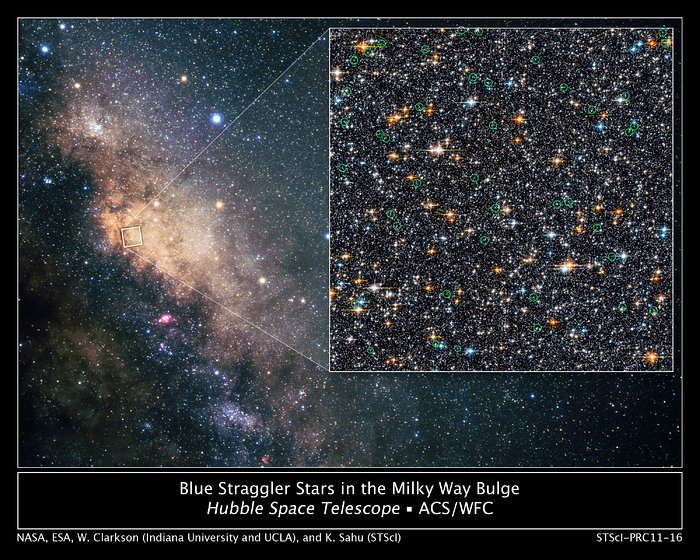 Blue Straggler Stars in the Milky Way Bulge
Hubble Space Telescope ▪ ACS/WFC
NASA, ESA, W. Clarkson (Indiana University and UCLA), and K. Sahu (STScI)
STScI-PRC11-16